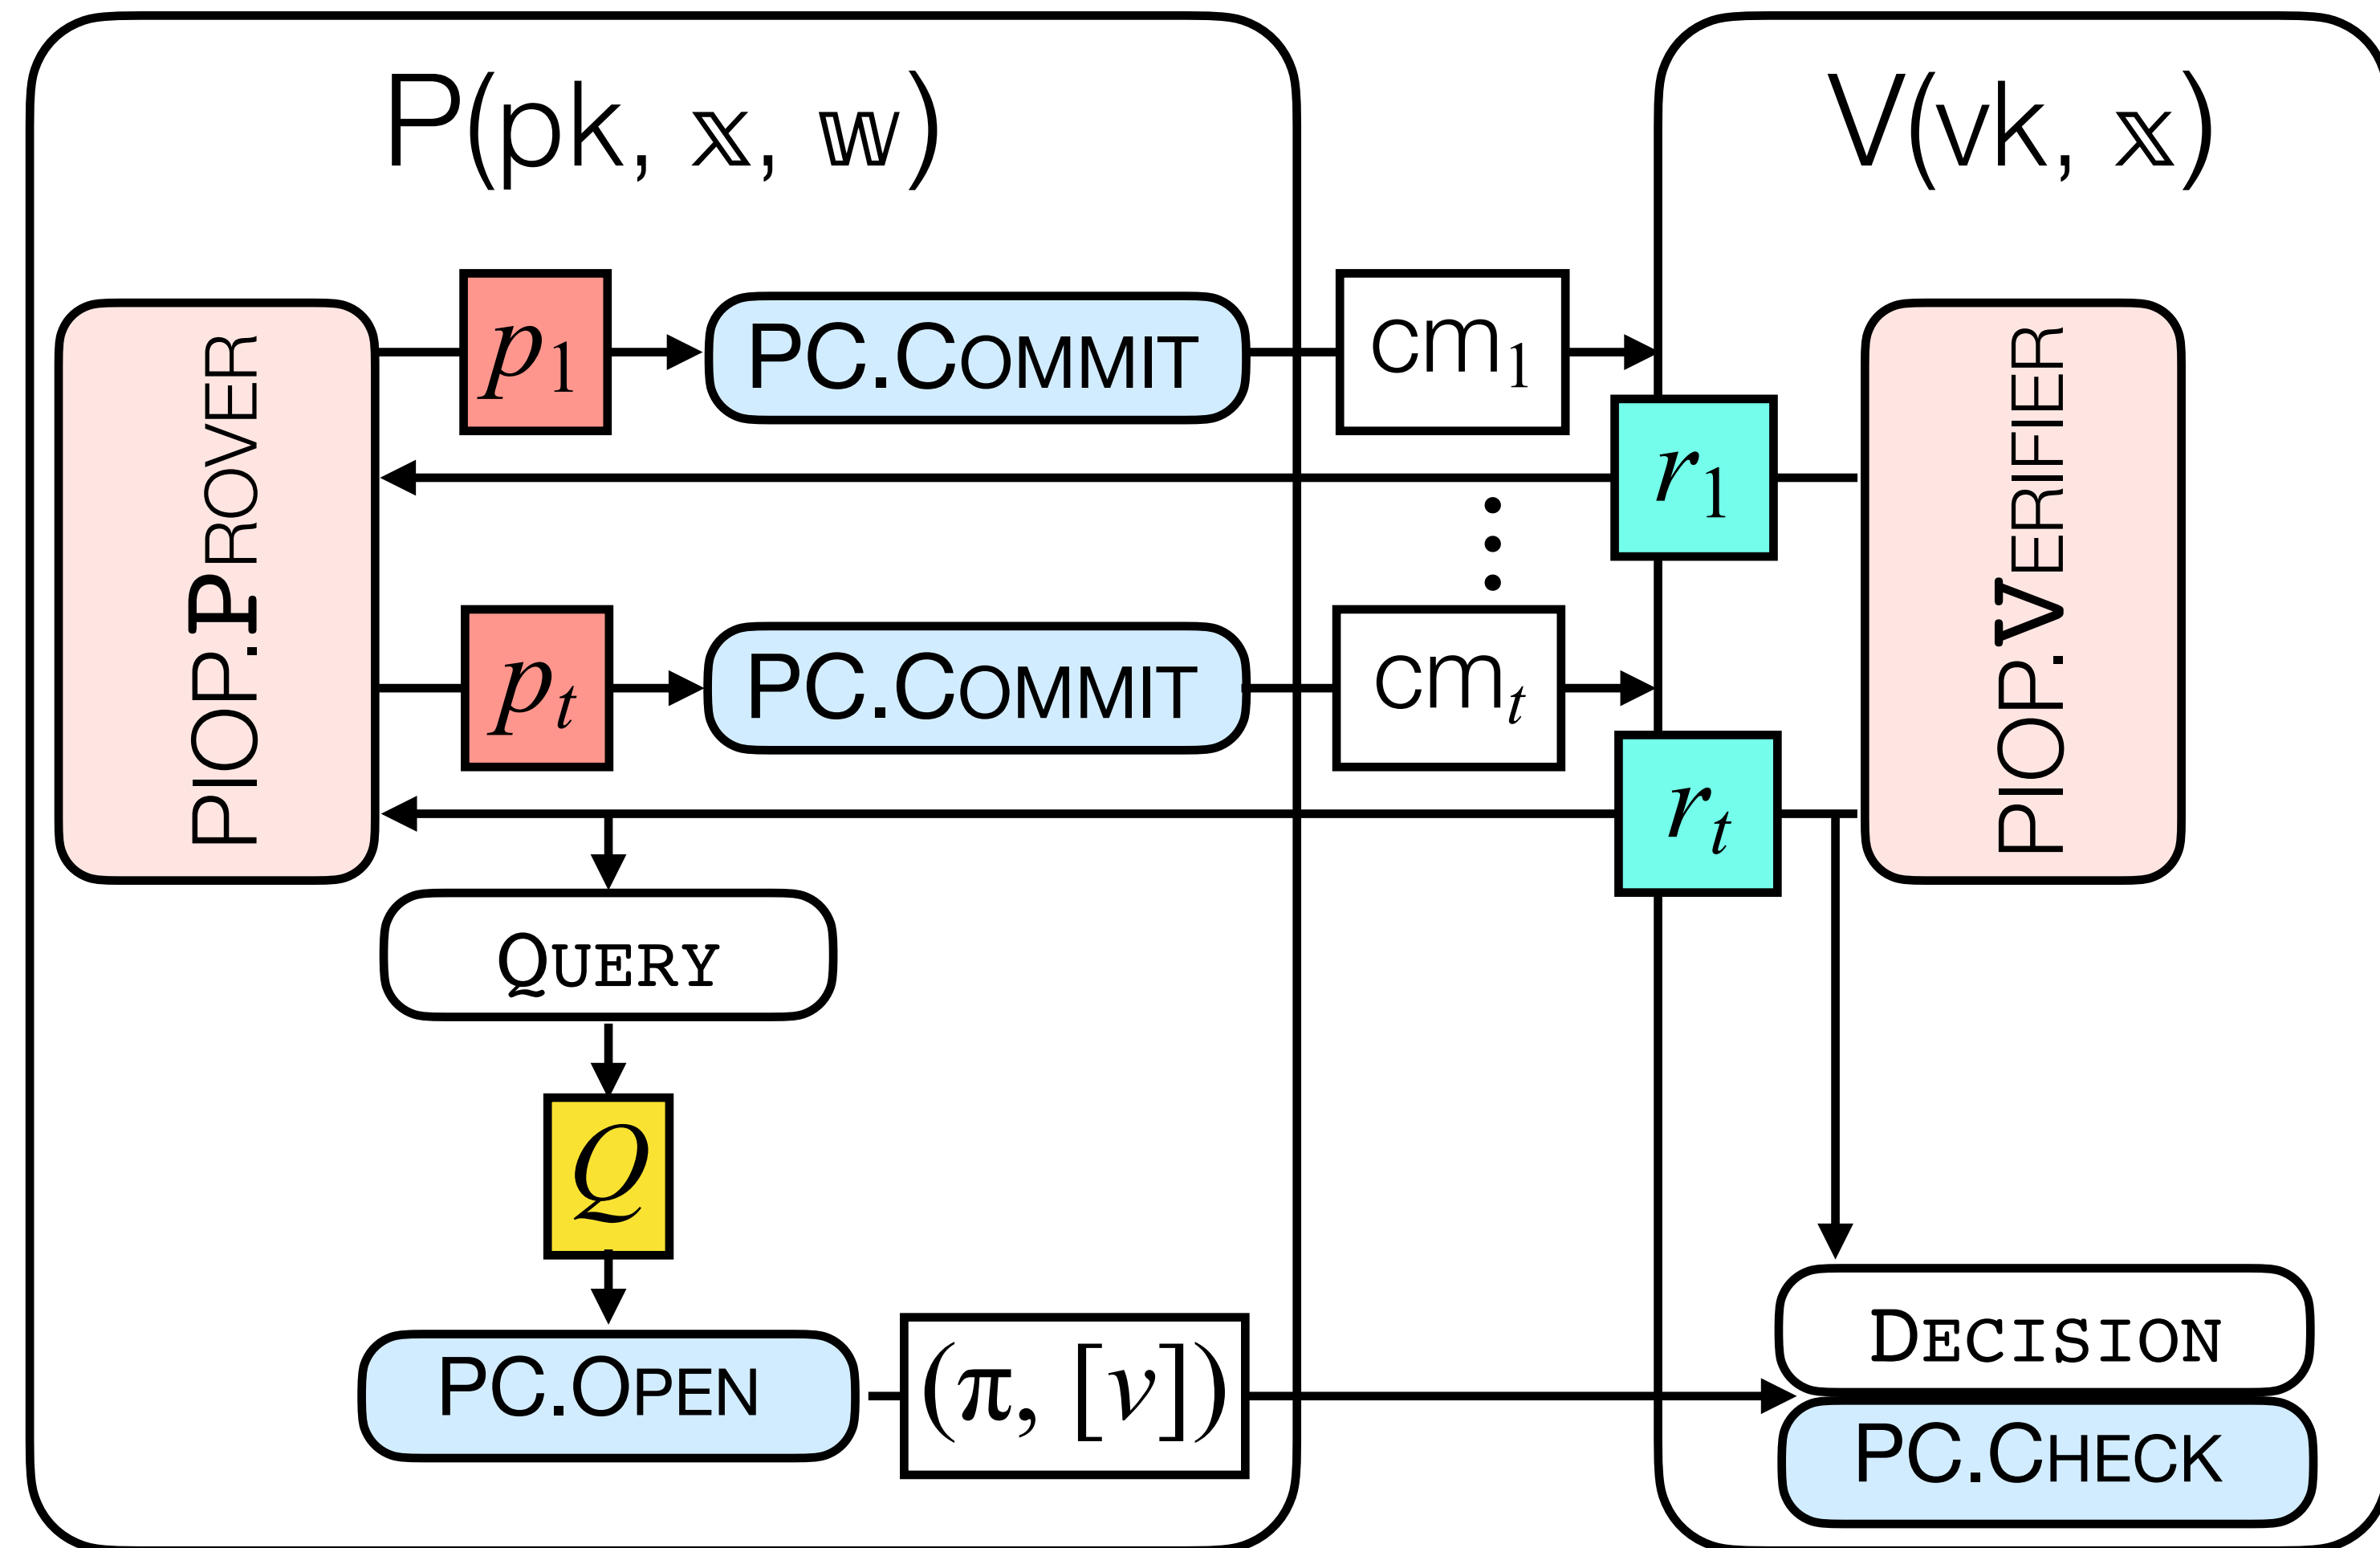 P(pk, 𝕩, 𝕨)
V(vk, 𝕩)
PIOP.PROVER
p₁
PC.COMMIT
cm₁
r₁
PIOP.VERIFIER
pₜ
PC.COMMIT
cmₜ
rₜ
QUERY
Q
PC.OPEN
(π, [v])
DECISION
PC.CHECK